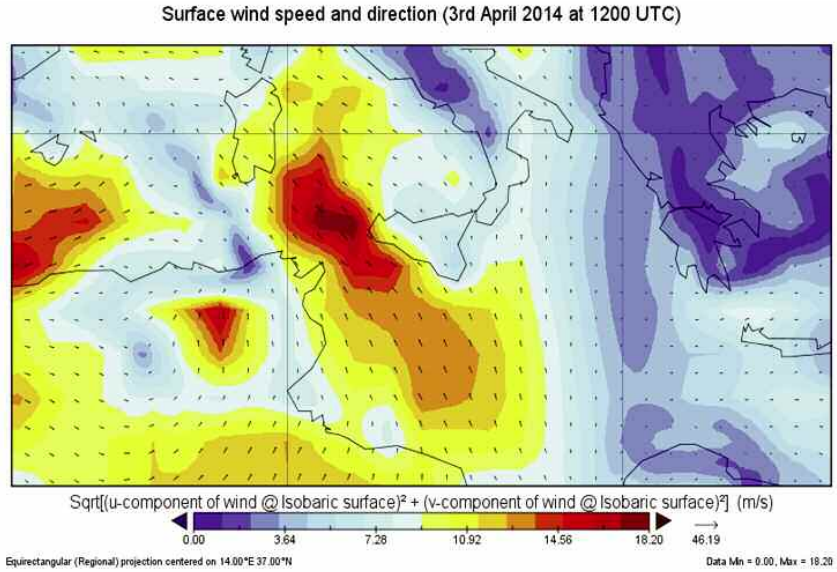 Surface wind speed and direction (3rd April 2014 at 1200 UTC)
Sqrt[(u-component of wind @ Isobaric surface)² + (v-component of wind @ Isobaric surface)²] (m/s)
0.00 3.64 7.28 10.92 14.56 18.20 46.19
Equirectangular (Regional) projection centered on 14.00°E 37.00°N Data Min = 0.00, Max = 18.20